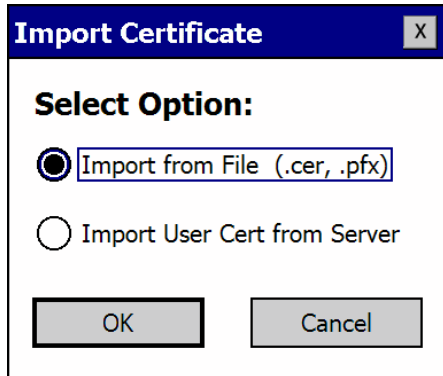 Import Certificate X
Select Option:
Import from File (.cer, .pfx)
Import User Cert from Server
OK Cancel